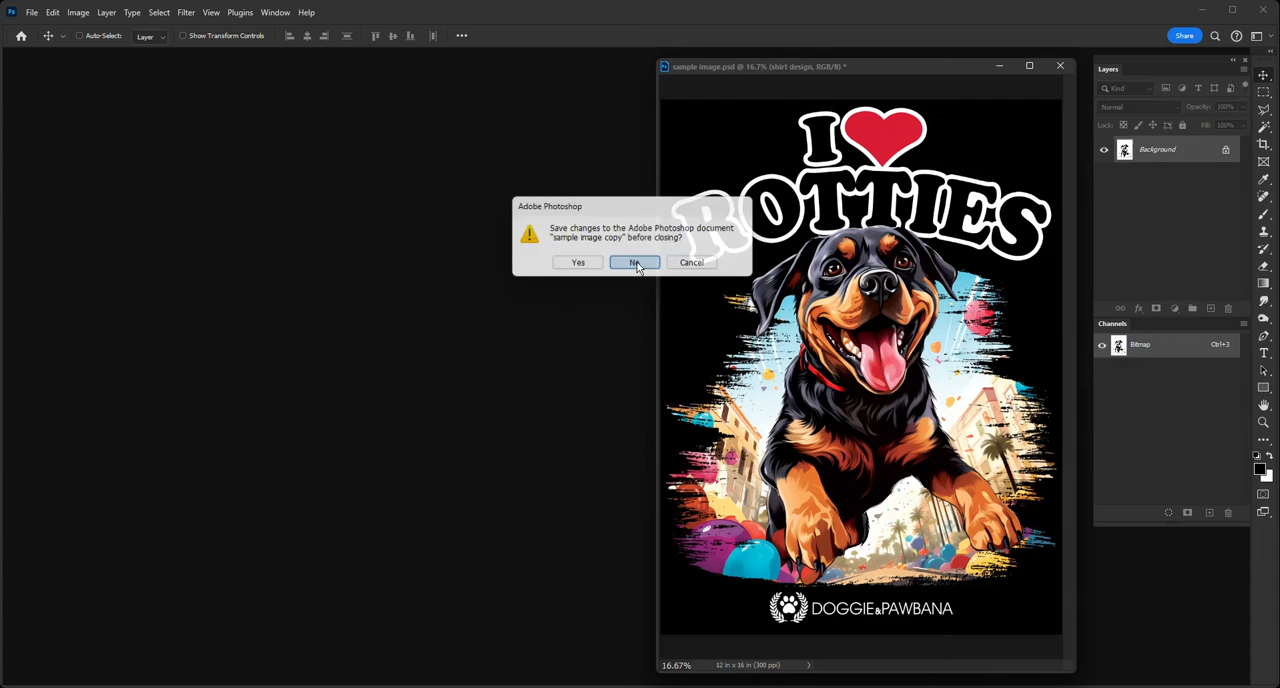 Ps File Edit Image Layer Type Select Filter View Plugins Window Help
Auto-Select: Layer Show Transform Controls ••• Share
sample image.psd @ 16.7% (shirt design, RGB/8) *
I
ROTTIES
DOGGIE&PAWBANA
16.67% 12 in x 16 in (300 ppi)
Adobe Photoshop
Save changes to the Adobe Photoshop document
"sample image copy" before closing?
Yes No Cancel
Layers
Kind
Normal Opacity: 100%
Lock: Fill: 100%
Background
Channels
Bitmap Ctrl+3